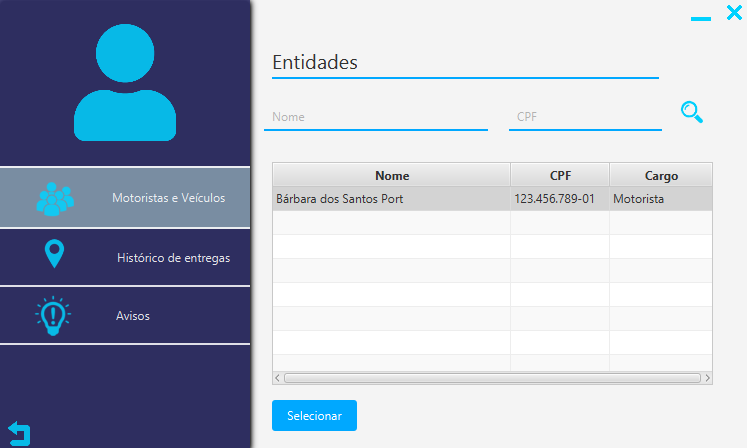 Motoristas e Veículos
Histórico de entregas
Avisos
Entidades
Nome CPF
Nome CPF Cargo
Bárbara dos Santos Port 123.456.789-01 Motorista
Selecionar